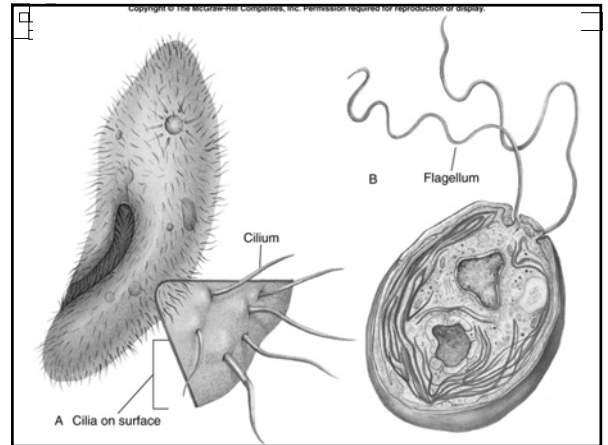 Copyright © The McGraw-Hill Companies, Inc. Permission required for reproduction or display.
B
Flagellum
Cilium
A Cilia on surface